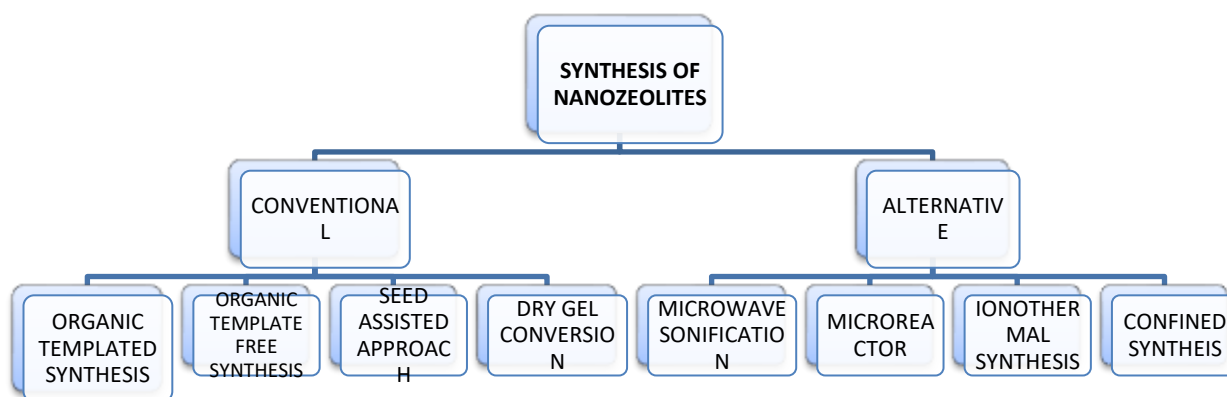 SYNTHESIS OF
NANOZEOLITES
CONVENTIONA
L
ALTERNATIV
E
ORGANIC
TEMPLATED
SYNTHESIS
ORGANIC
TEMPLATE
FREE
SYNTHESIS
SEED
ASSISTED
APPROAC
H
DRY GEL
CONVERSIO
N
MICROWAVE
SONIFICATIO
N
MICROREA
CTOR
IONOTHER
MAL
SYNTHESIS
CONFINED
SYNTHEIS